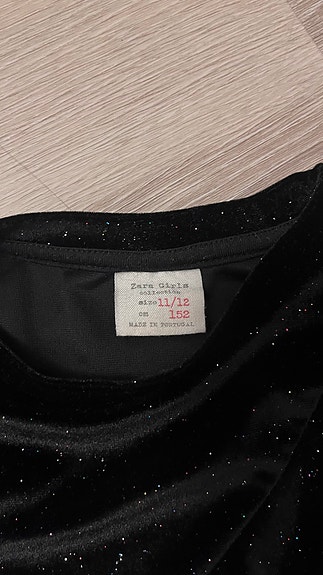 Zara Girls
collection
size 11/12
cm 152
MADE IN PORTUGAL